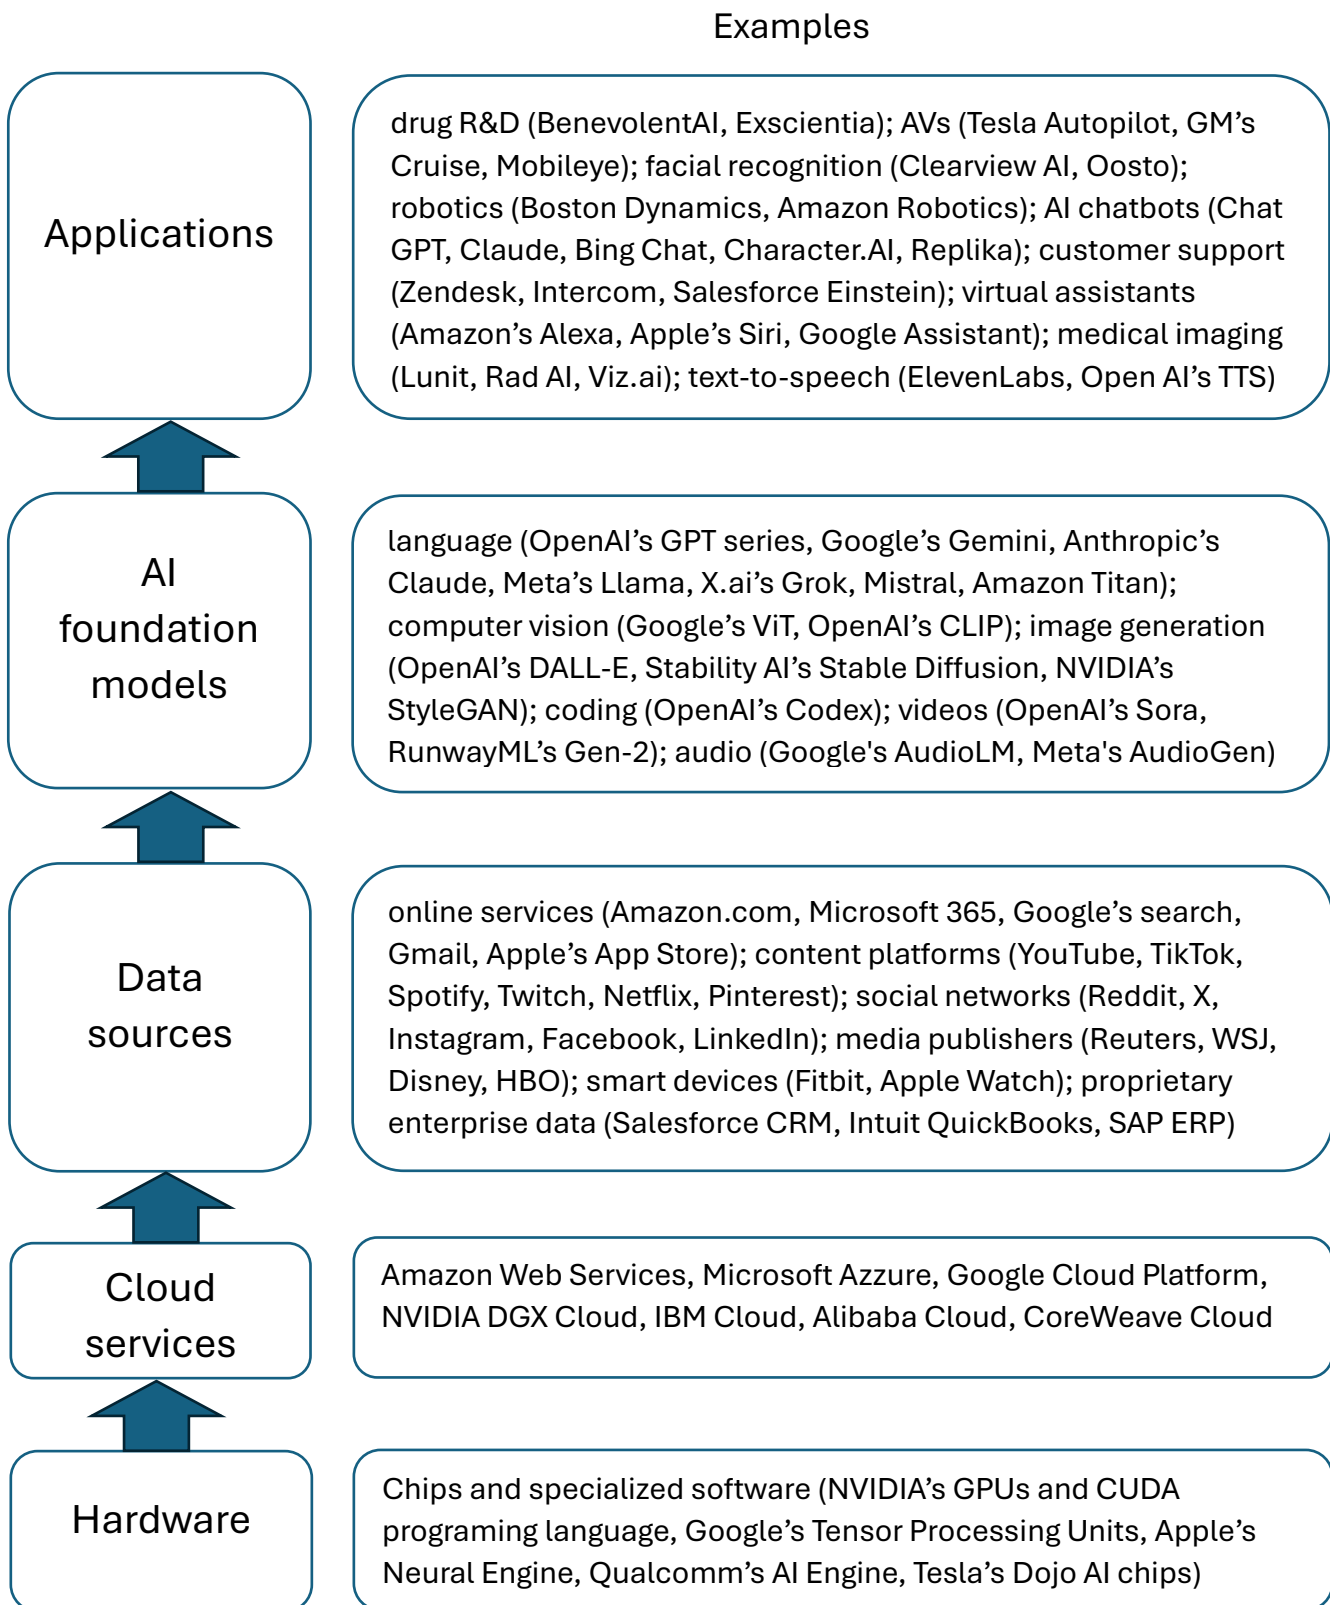 Examples
Applications
drug R&D (BenevolentAI, Exscientia); AVs (Tesla Autopilot, GM’s
Cruise, Mobileye); facial recognition (Clearview AI, Oosto);
robotics (Boston Dynamics, Amazon Robotics); AI chatbots (Chat
GPT, Claude, Bing Chat, Character.AI, Replika); customer support
(Zendesk, Intercom, Salesforce Einstein); virtual assistants
(Amazon’s Alexa, Apple’s Siri, Google Assistant); medical imaging
(Lunit, Rad AI, Viz.ai); text-to-speech (ElevenLabs, Open AI’s TTS)
AI
foundation
models
language (OpenAI’s GPT series, Google’s Gemini, Anthropic’s
Claude, Meta’s Llama, X.ai’s Grok, Mistral, Amazon Titan);
computer vision (Google’s ViT, OpenAI’s CLIP); image generation
(OpenAI’s DALL-E, Stability AI’s Stable Diffusion, NVIDIA’s
StyleGAN); coding (OpenAI’s Codex); videos (OpenAI’s Sora,
RunwayML’s Gen-2); audio (Google's AudioLM, Meta's AudioGen)
Data
sources
online services (Amazon.com, Microsoft 365, Google’s search,
Gmail, Apple’s App Store); content platforms (YouTube, TikTok,
Spotify, Twitch, Netflix, Pinterest); social networks (Reddit, X,
Instagram, Facebook, LinkedIn); media publishers (Reuters, WSJ,
Disney, HBO); smart devices (Fitbit, Apple Watch); proprietary
enterprise data (Salesforce CRM, Intuit QuickBooks, SAP ERP)
Cloud
services
Amazon Web Services, Microsoft Azzure, Google Cloud Platform,
NVIDIA DGX Cloud, IBM Cloud, Alibaba Cloud, CoreWeave Cloud
Hardware
Chips and specialized software (NVIDIA’s GPUs and CUDA
programing language, Google’s Tensor Processing Units, Apple’s
Neural Engine, Qualcomm’s AI Engine, Tesla’s Dojo AI chips)